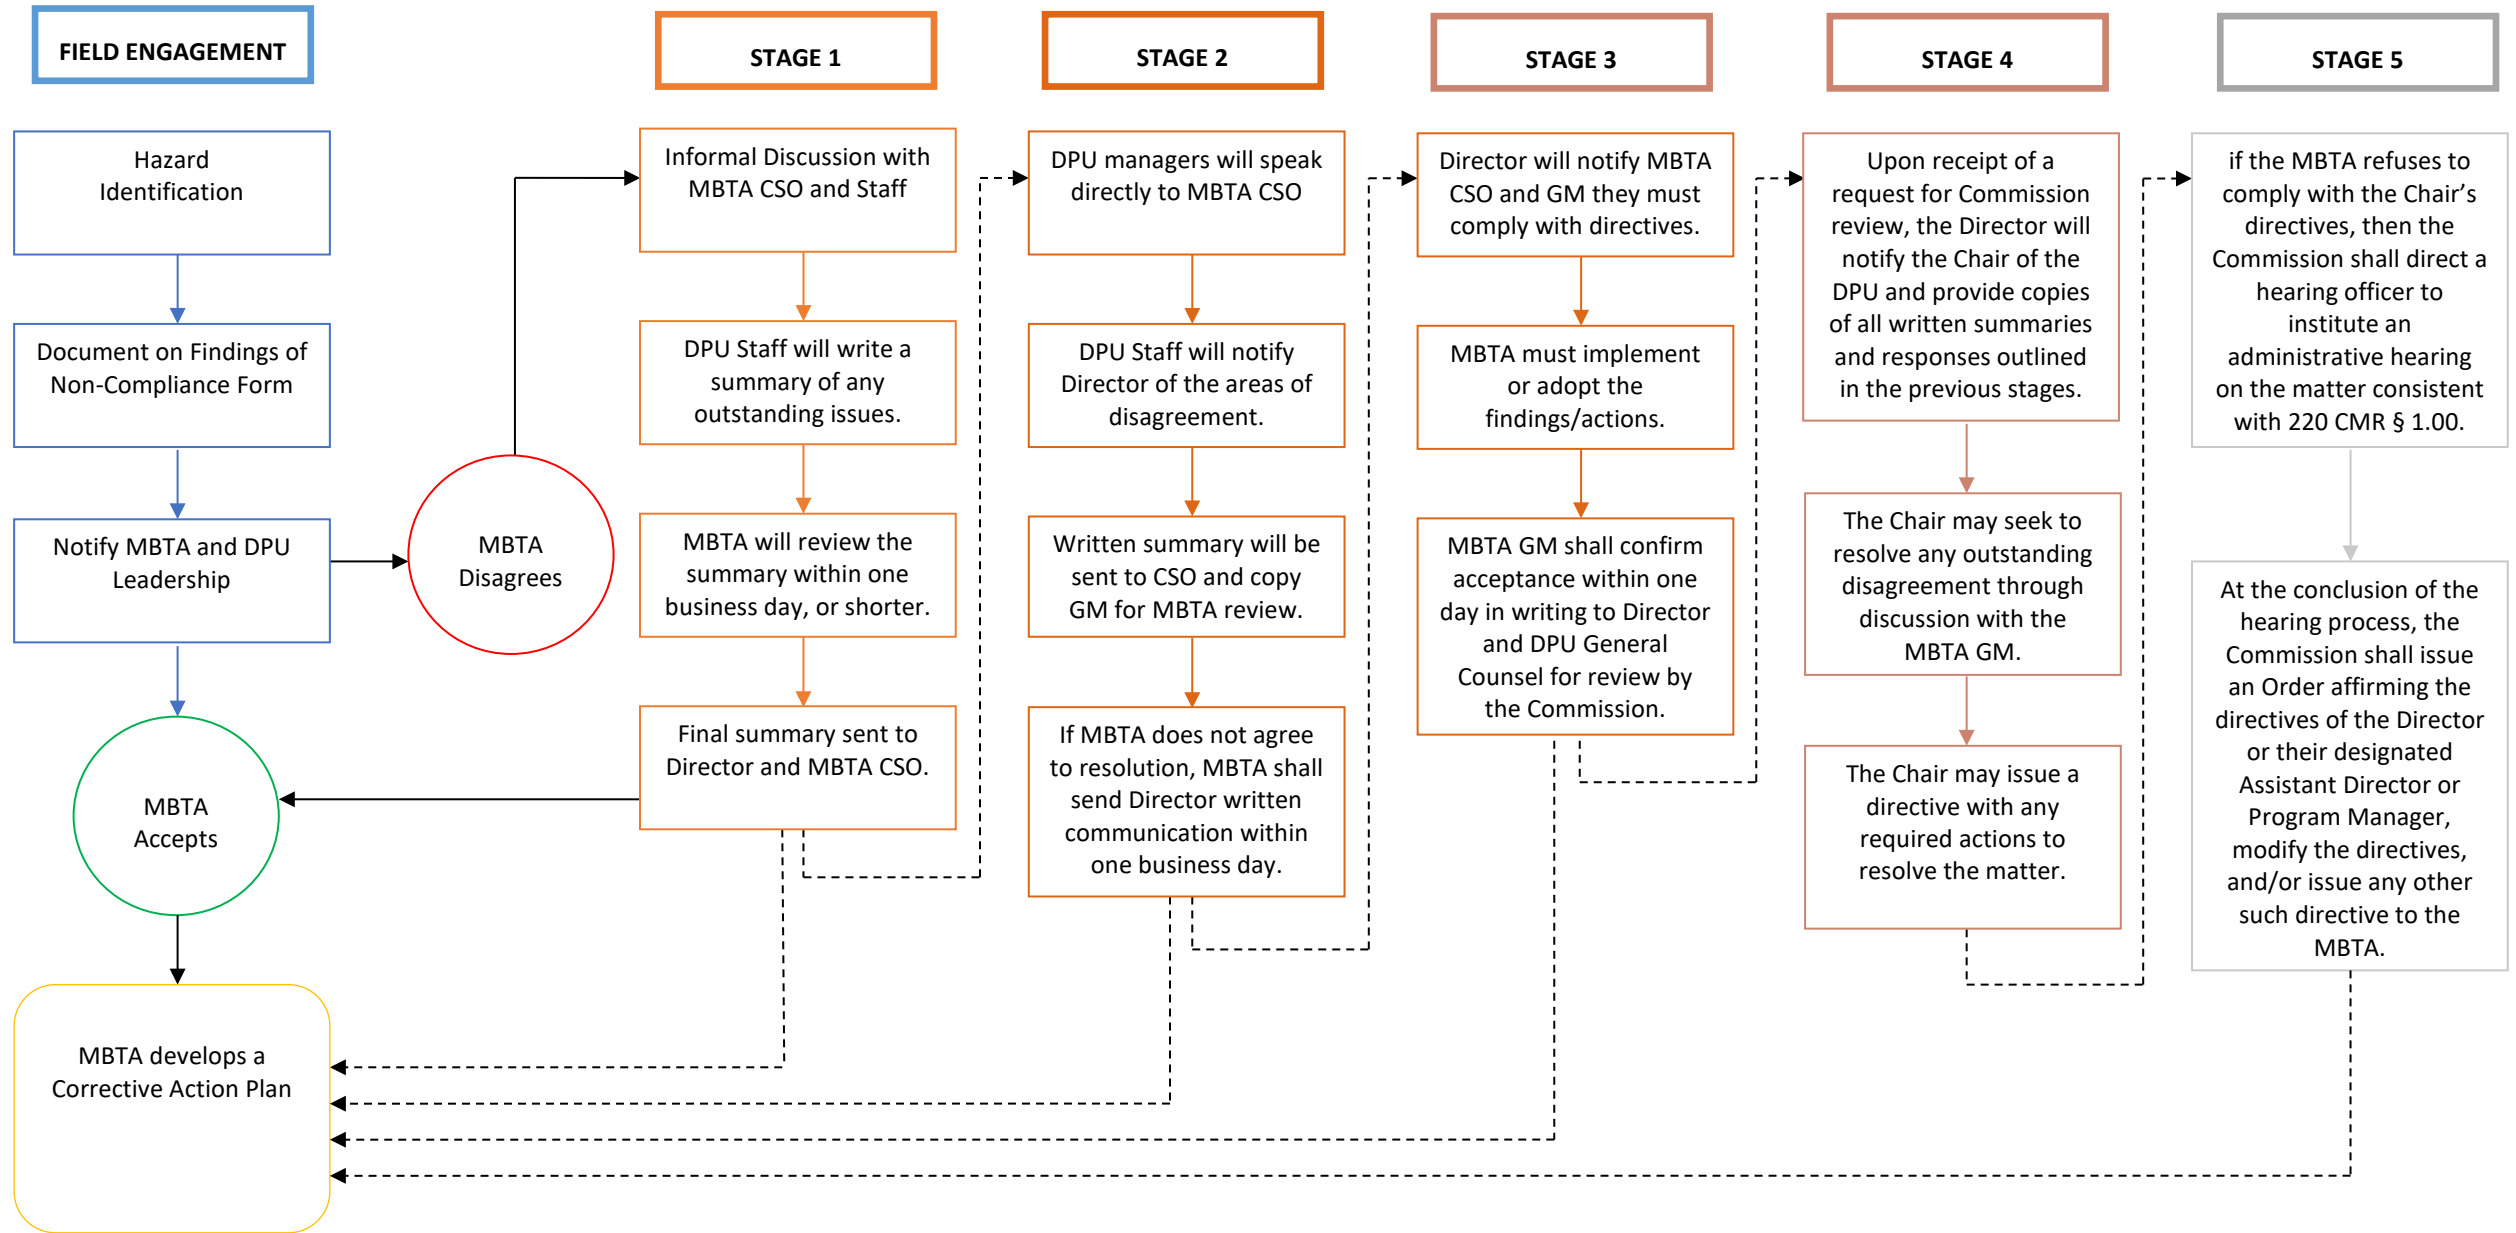 FIELD ENGAGEMENT
STAGE 1
STAGE 2
STAGE 3
STAGE 4
STAGE 5
Hazard
Identification
Document on Findings of
Non-Compliance Form
Notify MBTA and DPU
Leadership
MBTA
Disagrees
MBTA
Accepts
MBTA develops a
Corrective Action Plan
Informal Discussion with
MBTA CSO and Staff
DPU Staff will write a
summary of any
outstanding issues.
MBTA will review the
summary within one
business day, or shorter.
Final summary sent to
Director and MBTA CSO.
DPU managers will speak
directly to MBTA CSO
DPU Staff will notify
Director of the areas of
disagreement.
Written summary will be
sent to CSO and copy
GM for MBTA review.
If MBTA does not agree
to resolution, MBTA shall
send Director written
communication within
one business day.
Director will notify MBTA
CSO and GM they must
comply with directives.
MBTA must implement
or adopt the
findings/actions.
MBTA GM shall confirm
acceptance within one
day in writing to Director
and DPU General
Counsel for review by
the Commission.
Upon receipt of a
request for Commission
review, the Director will
notify the Chair of the
DPU and provide copies
of all written summaries
and responses outlined
in the previous stages.
The Chair may seek to
resolve any outstanding
disagreement through
discussion with the
MBTA GM.
The Chair may issue a
directive with any
required actions to
resolve the matter.
if the MBTA refuses to
comply with the Chair’s
directives, then the
Commission shall direct a
hearing officer to
institute an
administrative hearing
on the matter consistent
with 220 CMR § 1.00.
At the conclusion of the
hearing process, the
Commission shall issue
an Order affirming the
directives of the Director
or their designated
Assistant Director or
Program Manager,
modify the directives,
and/or issue any other
such directive to the
MBTA.